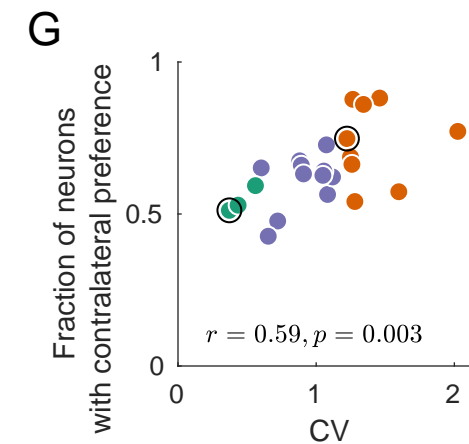 G
Fraction of neurons
with contralateral preference
1
0.5
0
r = 0.59, p = 0.003
0 1 2
CV